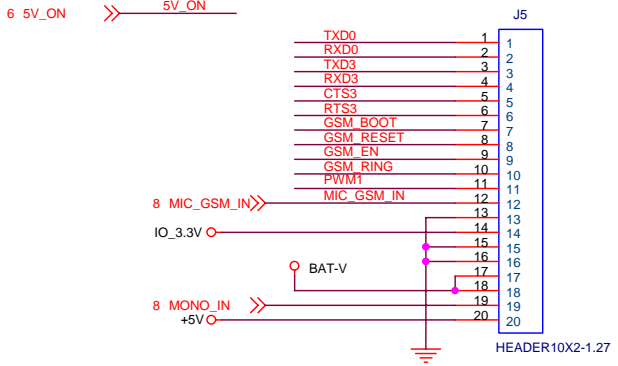 6 5V_ON 5V_ON
J5
TXD0 1 1
RXD0 2 2
TXD3 3 3
RXD3 4 4
CTS3 5 5
RTS3 6 6
GSM_BOOT 7 7
GSM_RESET 8 8
GSM_EN 9 9
GSM_RING 10 10
PWM1 11 11
8 MIC_GSM_IN MIC_GSM_IN 12 12
13 13
IO_3.3V 14 14
15 15
16 16
BAT-V 17 17
18 18
8 MONO_IN 19 19
+5V 20 20
HEADER10X2-1.27